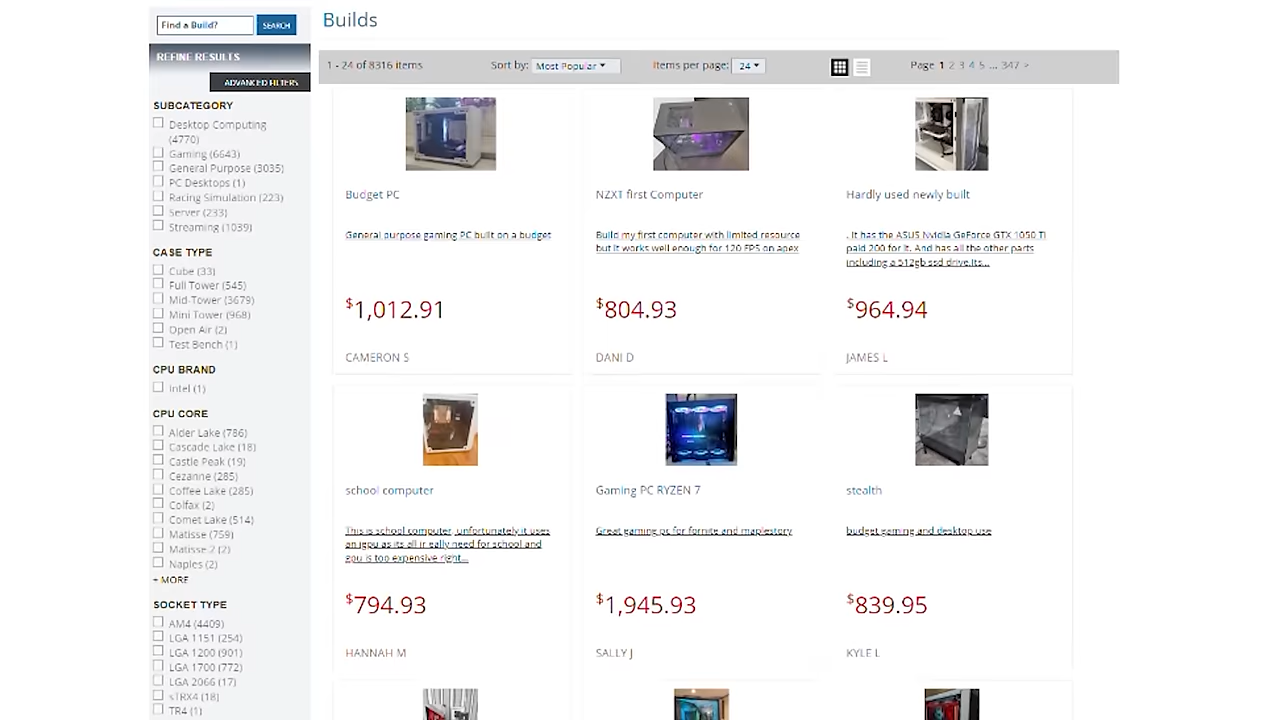 Find a Build?
SEARCH
Builds
REFINE RESULTS
ADVANCED FILTERS
1 - 24 of 8316 items
Sort by: Most Popular
Items per page: 24
Page 1 2 3 4 5 ... 347 >
SUBCATEGORY
Desktop Computing
(4770)
Gaming (6643)
General Purpose (3035)
PC Desktops (1)
Racing Simulation (223)
Server (233)
Streaming (1039)
CASE TYPE
Cube (33)
Full Tower (545)
Mid-Tower (3679)
Mini Tower (968)
Open Air (2)
Test Bench (1)
CPU BRAND
Intel (1)
CPU CORE
Alder Lake (786)
Cascade Lake (18)
Castle Peak (19)
Cezanne (285)
Coffee Lake (285)
Colfax (2)
Comet Lake (514)
Matisse (759)
Matisse 2 (2)
Naples (2)
+ MORE
SOCKET TYPE
AM4 (4409)
LGA 1151 (254)
LGA 1200 (901)
LGA 1700 (772)
LGA 2066 (17)
sTRX4 (18)
TR4 (1)
Budget PC
General purpose gaming PC built on a budget
$1,012.91
CAMERON S
NZXT first Computer
Build my first computer with limited resource
but it works well enough for 120 FPS on apex
$804.93
DANI D
Hardly used newly built
. It has the ASUS Nvidia GeForce GTX 1050 Ti
paid 200 for it. And has all the other parts
including a 512gb ssd drive.Its...
$964.94
JAMES L
school computer
This is school computer, unfortunately it uses
an igpu as its all ir eally need for school and
gpu is top expensive right...
$794.93
HANNAH M
Gaming PC RYZEN 7
Great gaming pc for fornite and maplestory
$1,945.93
SALLY J
stealth
budget gaming and desktop use
$839.95
KYLE L